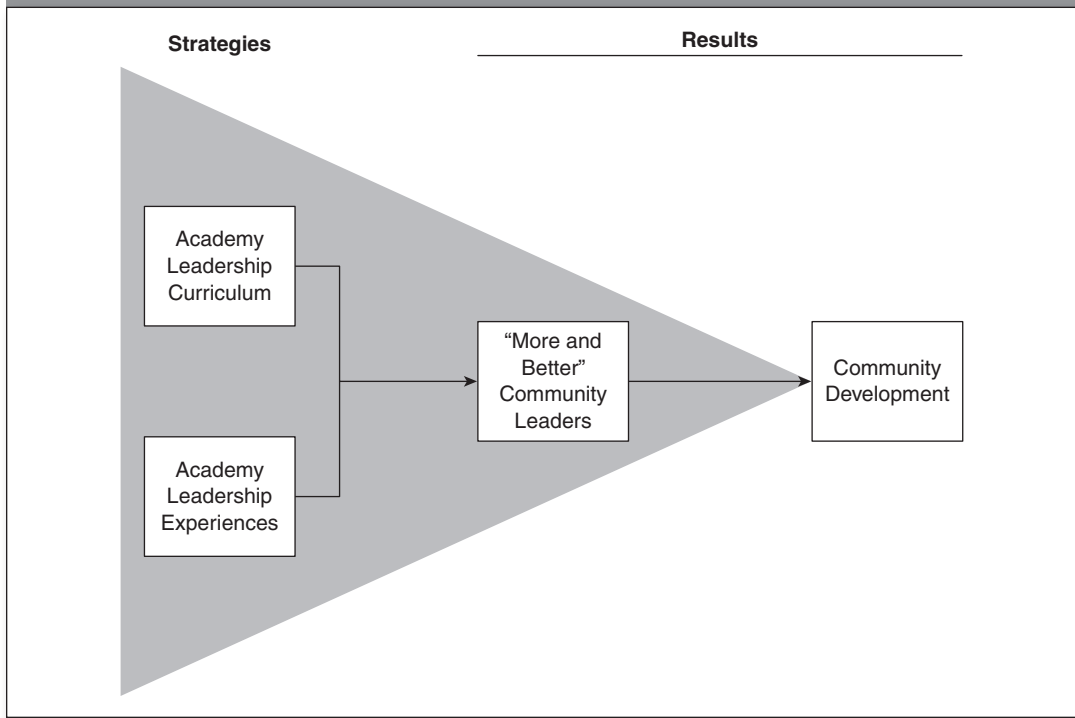 Strategies
Results
Academy
Leadership
Curriculum
Academy
Leadership
Experiences
“More and
Better”
Community
Leaders
Community
Development